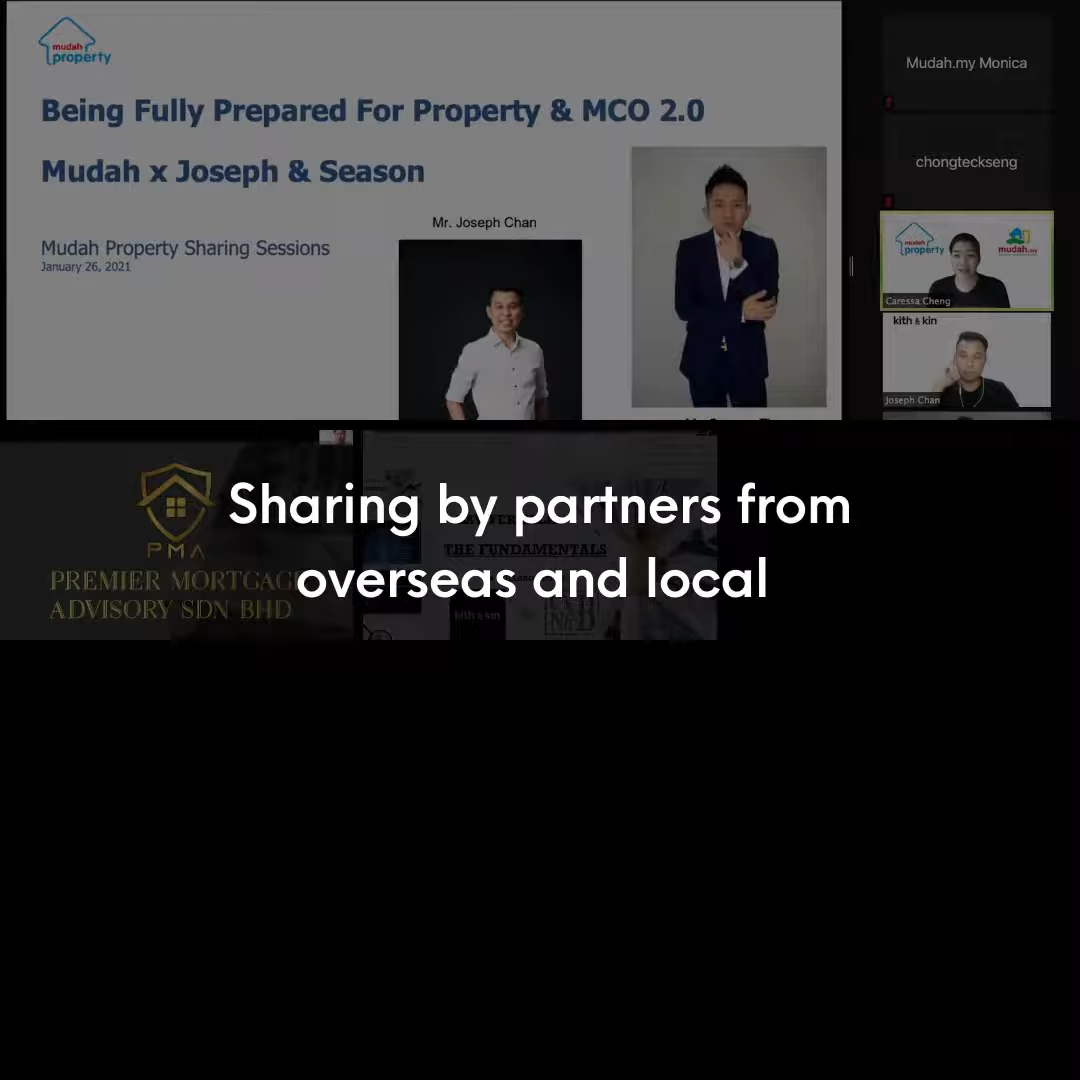 mudah
property
Being Fully Prepared For Property & MCO 2.0
Mudah x Joseph & Season
Mudah Property Sharing Sessions
January 26, 2021
Mr. Joseph Chan
Mudah.my Monica
chongteckseng
mudah
property
mudah.my
Caressa Cheng
kith & kin
Joseph Chan
Sharing by partners from
overseas and local
PMA
PREMIER MORTGAGE
ADVISORY SDN BHD
THE FUNDAMENTALS
kith & kin